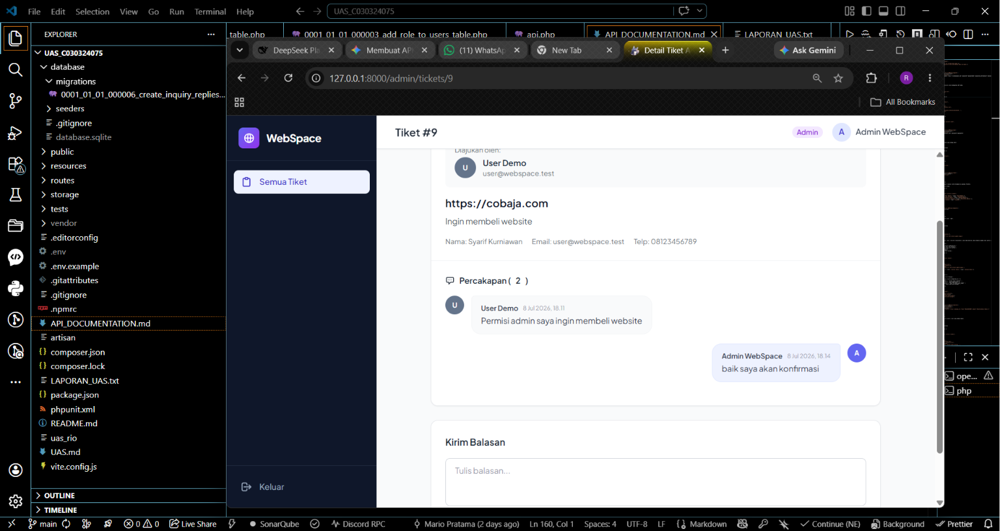 File Edit Selection View Go Run Terminal Help
UAS_C030324075
EXPLORER
table.php
0001_01_01_000003_add_role_to_users_table.php
api.php
API_DOCUMENTATION.md
LAPORAN_UAS.txt
UAS_C030324075
database
migrations
0001_01_01_000006_create_inquiry_replies...
seeders
.gitignore
database.sqlite
public
resources
routes
storage
tests
vendor
.editorconfig
.env
.env.example
.gitattributes
.gitignore
.npmrc
API_DOCUMENTATION.md
artisan
composer.json
composer.lock
LAPORAN_UAS.txt
package.json
phpunit.xml
README.md
uas_rio
UAS.md
vite.config.js
OUTLINE
TIMELINE
DeepSeek Pla
Membuat API
(11) WhatsAp
New Tab
Detail Tiket A
Ask Gemini
127.0.0.1:8000/admin/tickets/9
R
All Bookmarks
WebSpace
Semua Tiket
Keluar
Tiket #9
Admin
A
Admin WebSpace
Diajukan oleh:
U
User Demo
user@webspace.test
https://cobaja.com
Ingin membeli website
Nama: Syarif Kurniawan Email: user@webspace.test Telp: 08123456789
Percakapan ( 2 )
U
User Demo 8 Jul 2026, 18.11
Permisi admin saya ingin membeli website
Admin WebSpace 8 Jul 2026, 18.14
baik saya akan konfirmasi
A
Kirim Balasan
Tulis balasan...
ope...
php
main 0 0 Live Share SonarQube Discord RPC Mario Pratama (2 days ago) Ln 160, Col 1 Spaces: 4 UTF-8 LF Markdown Continue (NE) Background Prettier